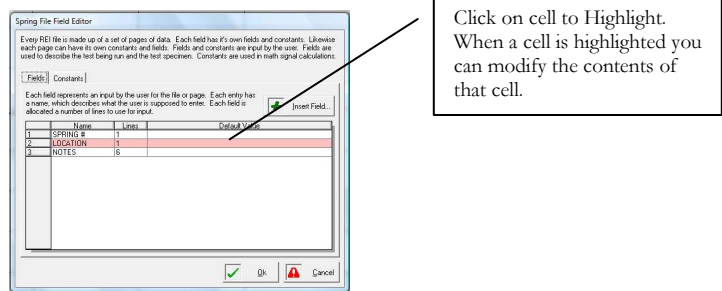 Spring File Field Editor
Every REI file is made up of a set of pages of data. Each field has it's own fields and constants. Likewise
each page can have its own constants and fields. Fields and constants are input by the user. Fields are
used to describe the test being run and the test specimen. Constants are used in math signal calculations.
Fields Constants
Each field represents an input by the user for the file or page. Each entry has
a name, which describes what the user is supposed to enter. Each field is
allocated a number of lines to use for input.
Insert Field...
Name Lines Default Value
1 SPRING # 1
2 LOCATION 1
3 NOTES 6
Ok Cancel
Click on cell to Highlight.
When a cell is highlighted you
can modify the contents of
that cell.